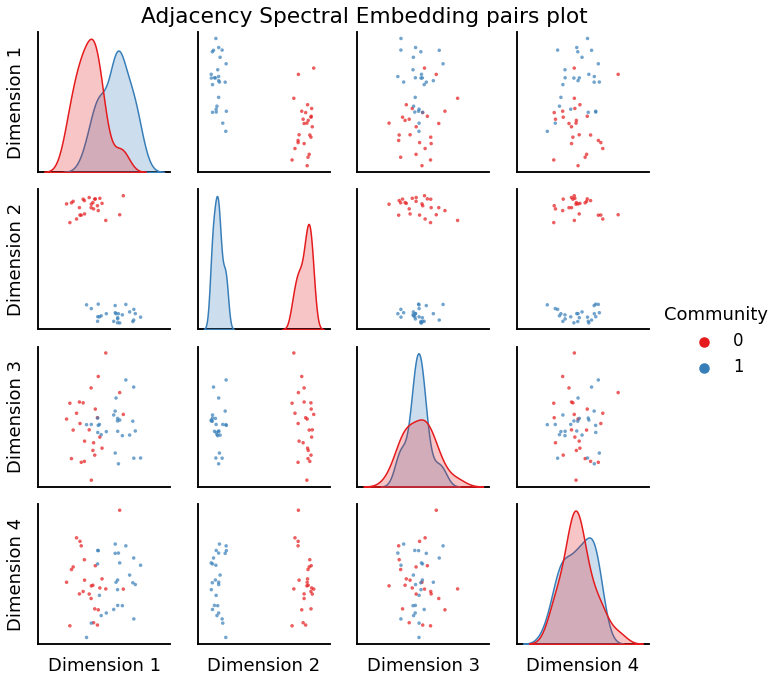 Adjacency Spectral Embedding pairs plot
Dimension 1
Dimension 2
Dimension 3
Dimension 4
Community
0
1
Dimension 1
Dimension 2
Dimension 3
Dimension 4